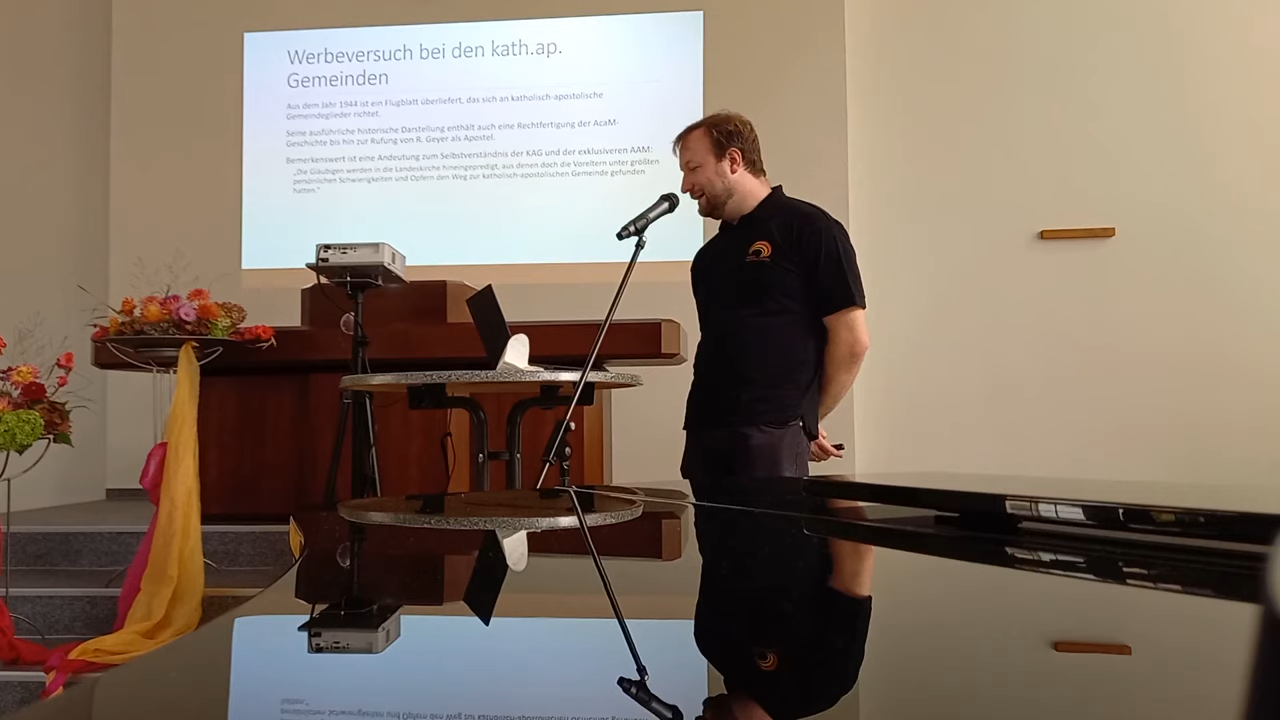 Werbeversuch bei den kath.ap.
Gemeinden
Aus dem Jahr 1944 ist ein Flugblatt überliefert, das sich an katholisch-apostolische
Gemeindeglieder richtet.
Seine ausführliche historische Darstellung enthält auch eine Rechtfertigung der AcaM-
Geschichte bis hin zur Rufung von R. Geyer als Apostel.
Bemerkenswert ist eine Andeutung zum Selbstverständnis der KAG und der exklusiveren AAM:
„Die Gläubigen werden in die Landeskirche hineingepredigt, aus denen doch die Voreltern unter größten
persönlichen Schwierigkeiten und Opfern den Weg zur katholisch-apostolischen Gemeinde gefunden
hatten."